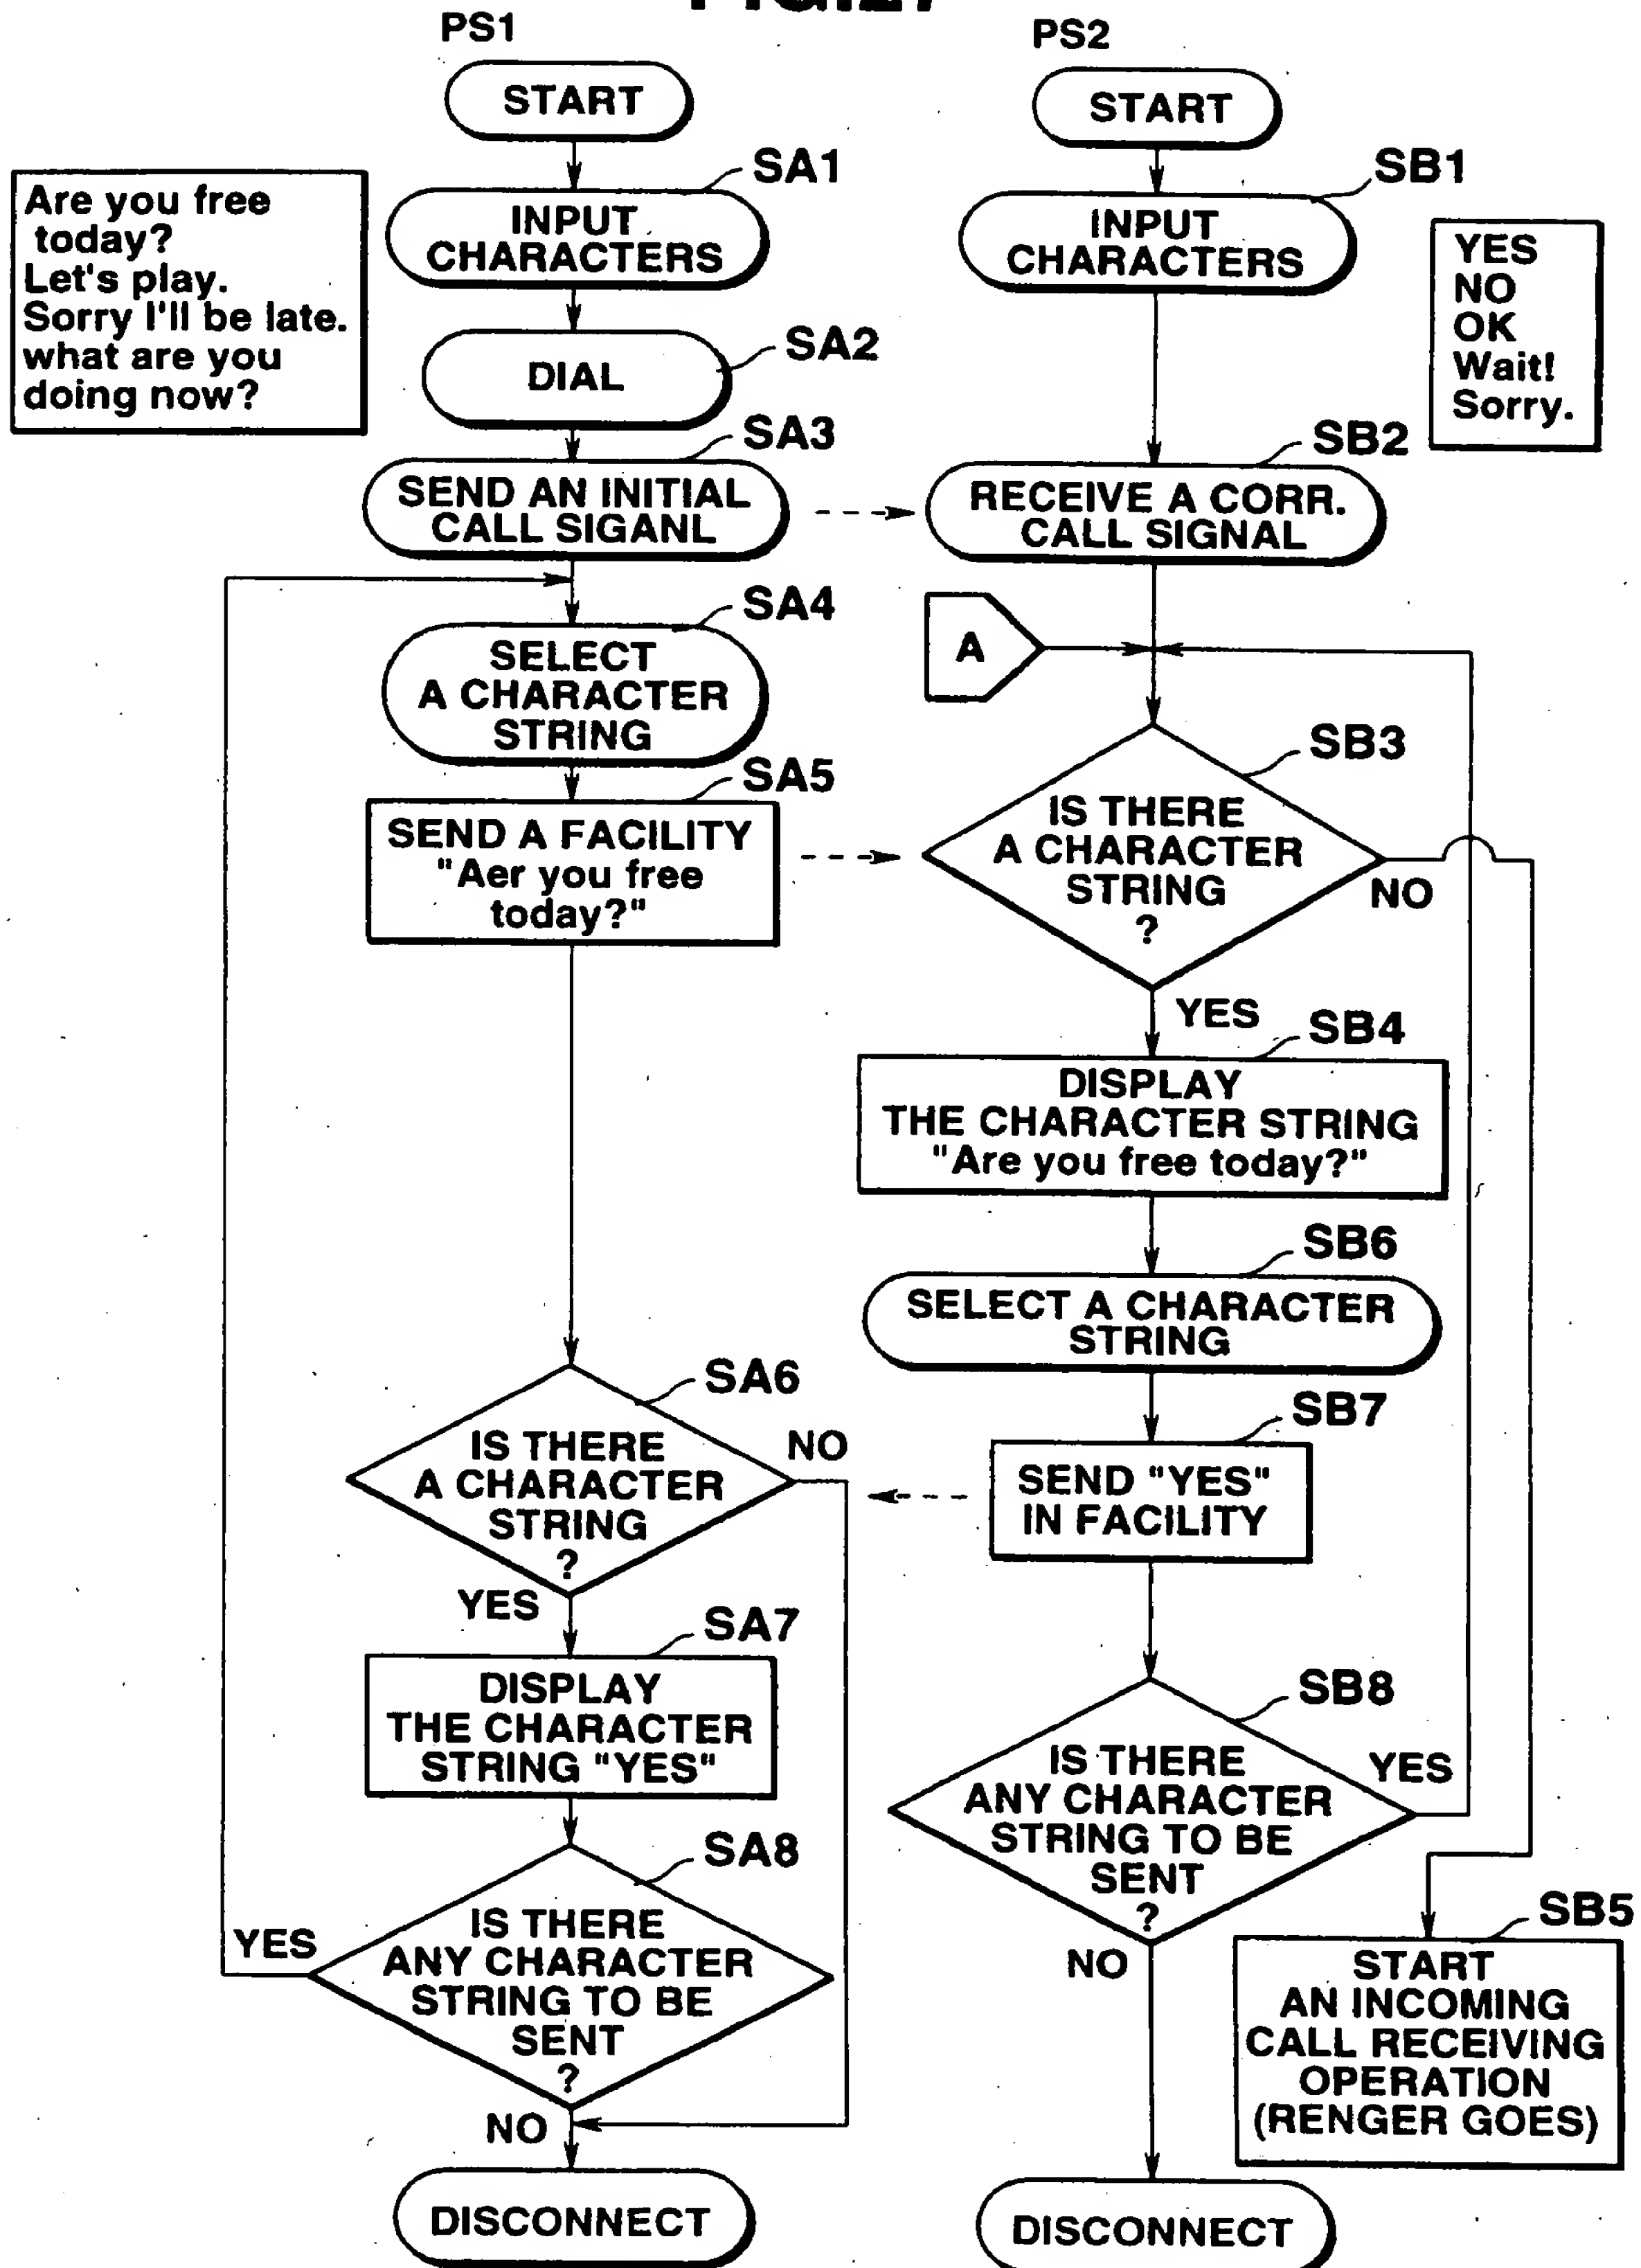 PS1
START
SA1
INPUT
CHARACTERS
Are you free
today?
Let's play.
Sorry I'll be late.
what are you
doing now?
SA2
DIAL
SA3
SEND AN INITIAL
CALL SIGANL
SA4
SELECT
A CHARACTER
STRING
SA5
SEND A FACILITY
"Aer you free
today?"
SA6
IS THERE
A CHARACTER
STRING
?
NO
YES
SA7
DISPLAY
THE CHARACTER
STRING "YES"
SA8
IS THERE
ANY CHARACTER
STRING TO BE
SENT
?
YES
NO
DISCONNECT
PS2
START
SB1
INPUT
CHARACTERS
YES
NO
OK
Wait!
Sorry.
SB2
RECEIVE A CORR.
CALL SIGNAL
A
SB3
IS THERE
A CHARACTER
STRING
?
NO
YES
SB4
DISPLAY
THE CHARACTER STRING
"Are you free today?"
SB6
SELECT A CHARACTER
STRING
SB7
SEND "YES"
IN FACILITY
SB8
IS THERE
ANY CHARACTER
STRING TO BE
SENT
?
YES
NO
SB5
START
AN INCOMING
CALL RECEIVING
OPERATION
(RENGER GOES)
DISCONNECT